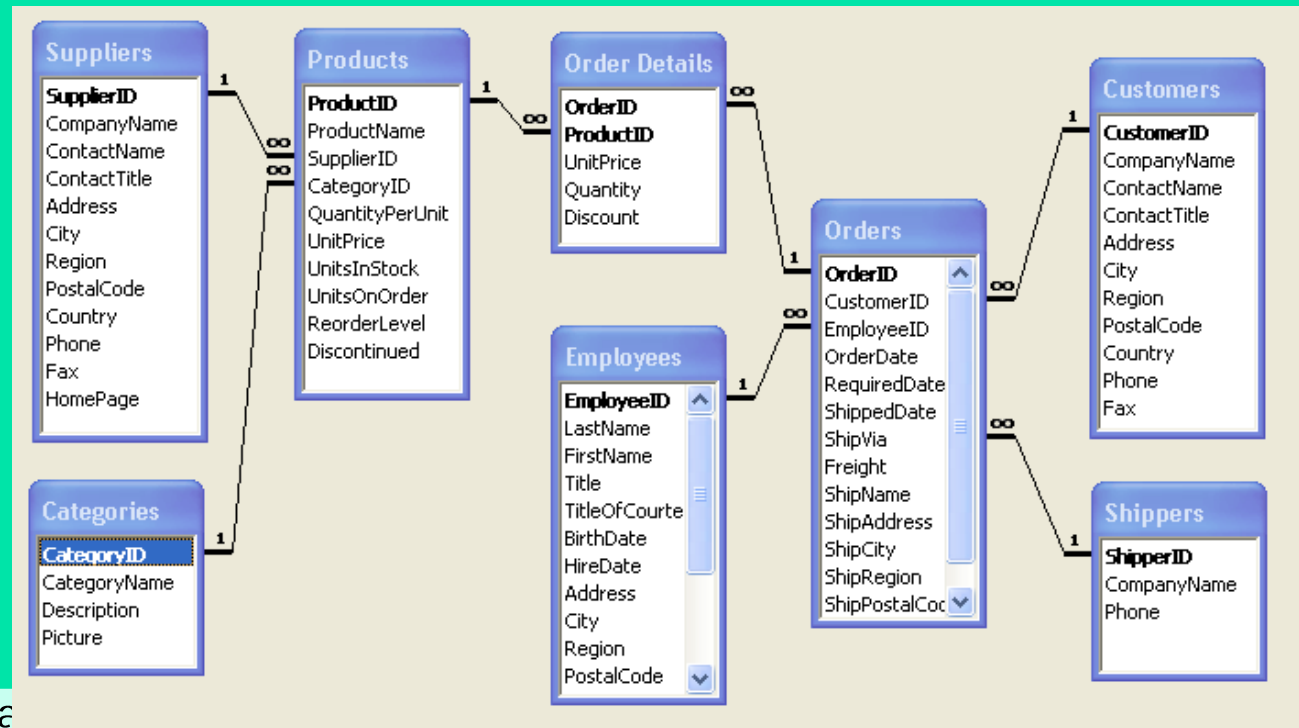 Suppliers
SupplierID
CompanyName
ContactName
ContactTitle
Address
City
Region
PostalCode
Country
Phone
Fax
HomePage
Categories
CategoryID
CategoryName
Description
Picture
Products
ProductID
ProductName
SupplierID
CategoryID
QuantityPerUnit
UnitPrice
UnitsInStock
UnitsOnOrder
ReorderLevel
Discontinued
Order Details
OrderID
ProductID
UnitPrice
Quantity
Discount
Employees
EmployeeID
LastName
FirstName
Title
TitleOfCourte
BirthDate
HireDate
Address
City
Region
PostalCode
Orders
OrderID
CustomerID
EmployeeID
OrderDate
RequiredDate
ShippedDate
ShipVia
Freight
ShipName
ShipAddress
ShipCity
ShipRegion
ShipPostalCoc
Customers
CustomerID
CompanyName
ContactName
ContactTitle
Address
City
Region
PostalCode
Country
Phone
Fax
Shippers
ShipperID
CompanyName
Phone
1
∞
∞
1
1
∞
∞
1
∞
1
1
∞
∞
1